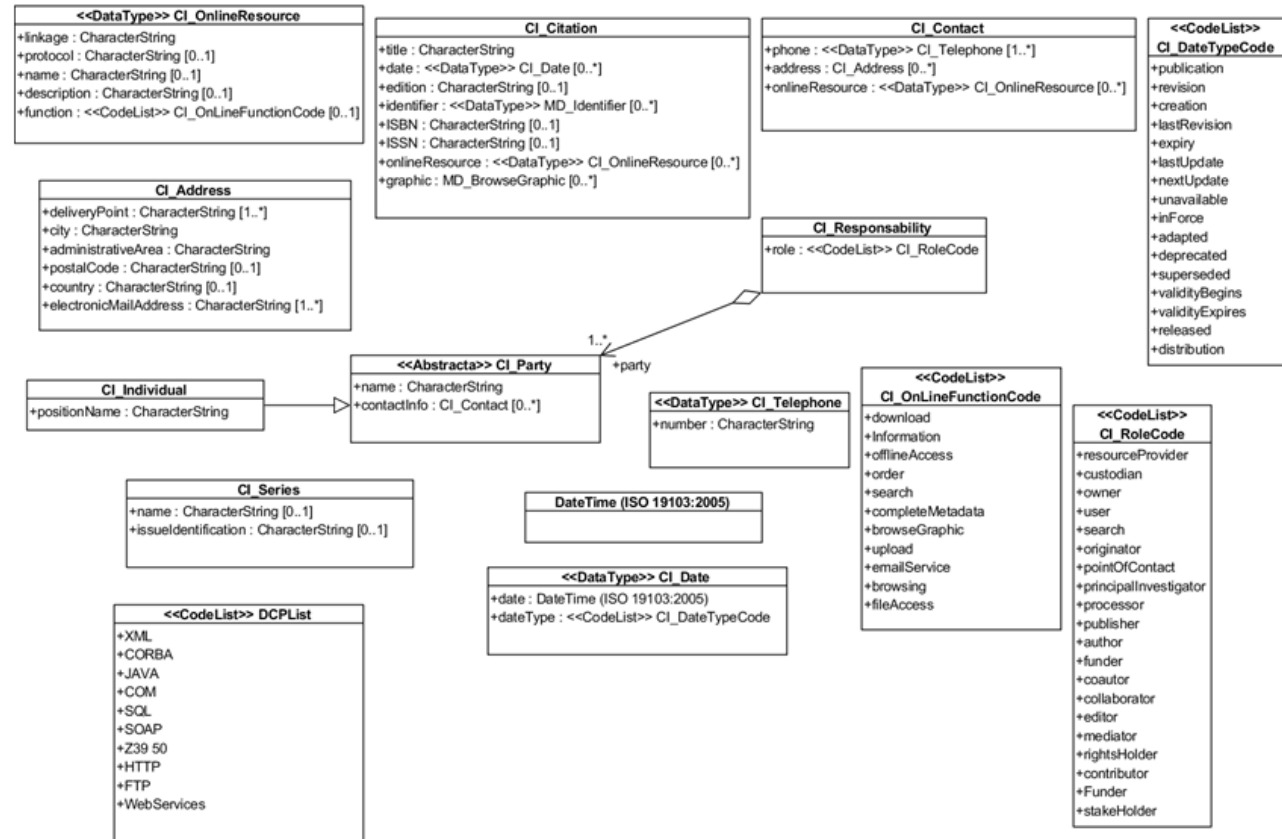 <<DataType>> CI_OnlineResource
+linkage : CharacterString
+protocol : CharacterString [0..1]
+name : CharacterString [0..1]
+description : CharacterString [0..1]
+function : <<CodeList>> CI_OnLineFunctionCode [0..1]
CI_Citation
+title : CharacterString
+date : <<DataType>> CI_Date [0..*]
+edition : CharacterString [0..1]
+identifier : <<DataType>> MD_Identifier [0..*]
+ISBN : CharacterString [0..1]
+ISSN : CharacterString [0..1]
+onlineResource : <<DataType>> CI_OnlineResource [0..*]
+graphic : MD_BrowseGraphic [0..*]
CI_Contact
+phone : <<DataType>> CI_Telephone [1..*]
+address : CI_Address [0..*]
+onlineResource : <<DataType>> CI_OnlineResource [0..*]
<<CodeList>>
CI_DateTypeCode
+publication
+revision
+creation
+lastRevision
+expiry
+lastUpdate
+nextUpdate
+unavailable
+inForce
+adapted
+deprecated
+superseded
+validityBegins
+validityExpires
+released
+distribution
CI_Address
+deliveryPoint : CharacterString [1..*]
+city : CharacterString
+administrativeArea : CharacterString
+postalCode : CharacterString [0..1]
+country : CharacterString [0..1]
+electronicMailAddress : CharacterString [1..*]
CI_Responsability
+role : <<CodeList>> CI_RoleCode
1..*
+party
<<Abstracta>> CI_Party
+name : CharacterString
+contactInfo : CI_Contact [0..*]
CI_Individual
+positionName : CharacterString
<<DataType>> CI_Telephone
+number : CharacterString
<<CodeList>>
CI_OnLineFunctionCode
+download
+Information
+offlineAccess
+order
+search
+completeMetadata
+browseGraphic
+upload
+emailService
+browsing
+fileAccess
<<CodeList>>
CI_RoleCode
+resourceProvider
+custodian
+owner
+user
+search
+originator
+pointOfContact
+principalInvestigator
+processor
+publisher
+author
+funder
+coautor
+collaborator
+editor
+mediator
+rightsHolder
+contributor
+Funder
+stakeHolder
CI_Series
+name : CharacterString [0..1]
+issueIdentification : CharacterString [0..1]
DateTime (ISO 19103:2005)
<<DataType>> CI_Date
+date : DateTime (ISO 19103:2005)
+dateType : <<CodeList>> CI_DateTypeCode
<<CodeList>> DCPList
+XML
+CORBA
+JAVA
+COM
+SQL
+SOAP
+Z39 50
+HTTP
+FTP
+WebServices